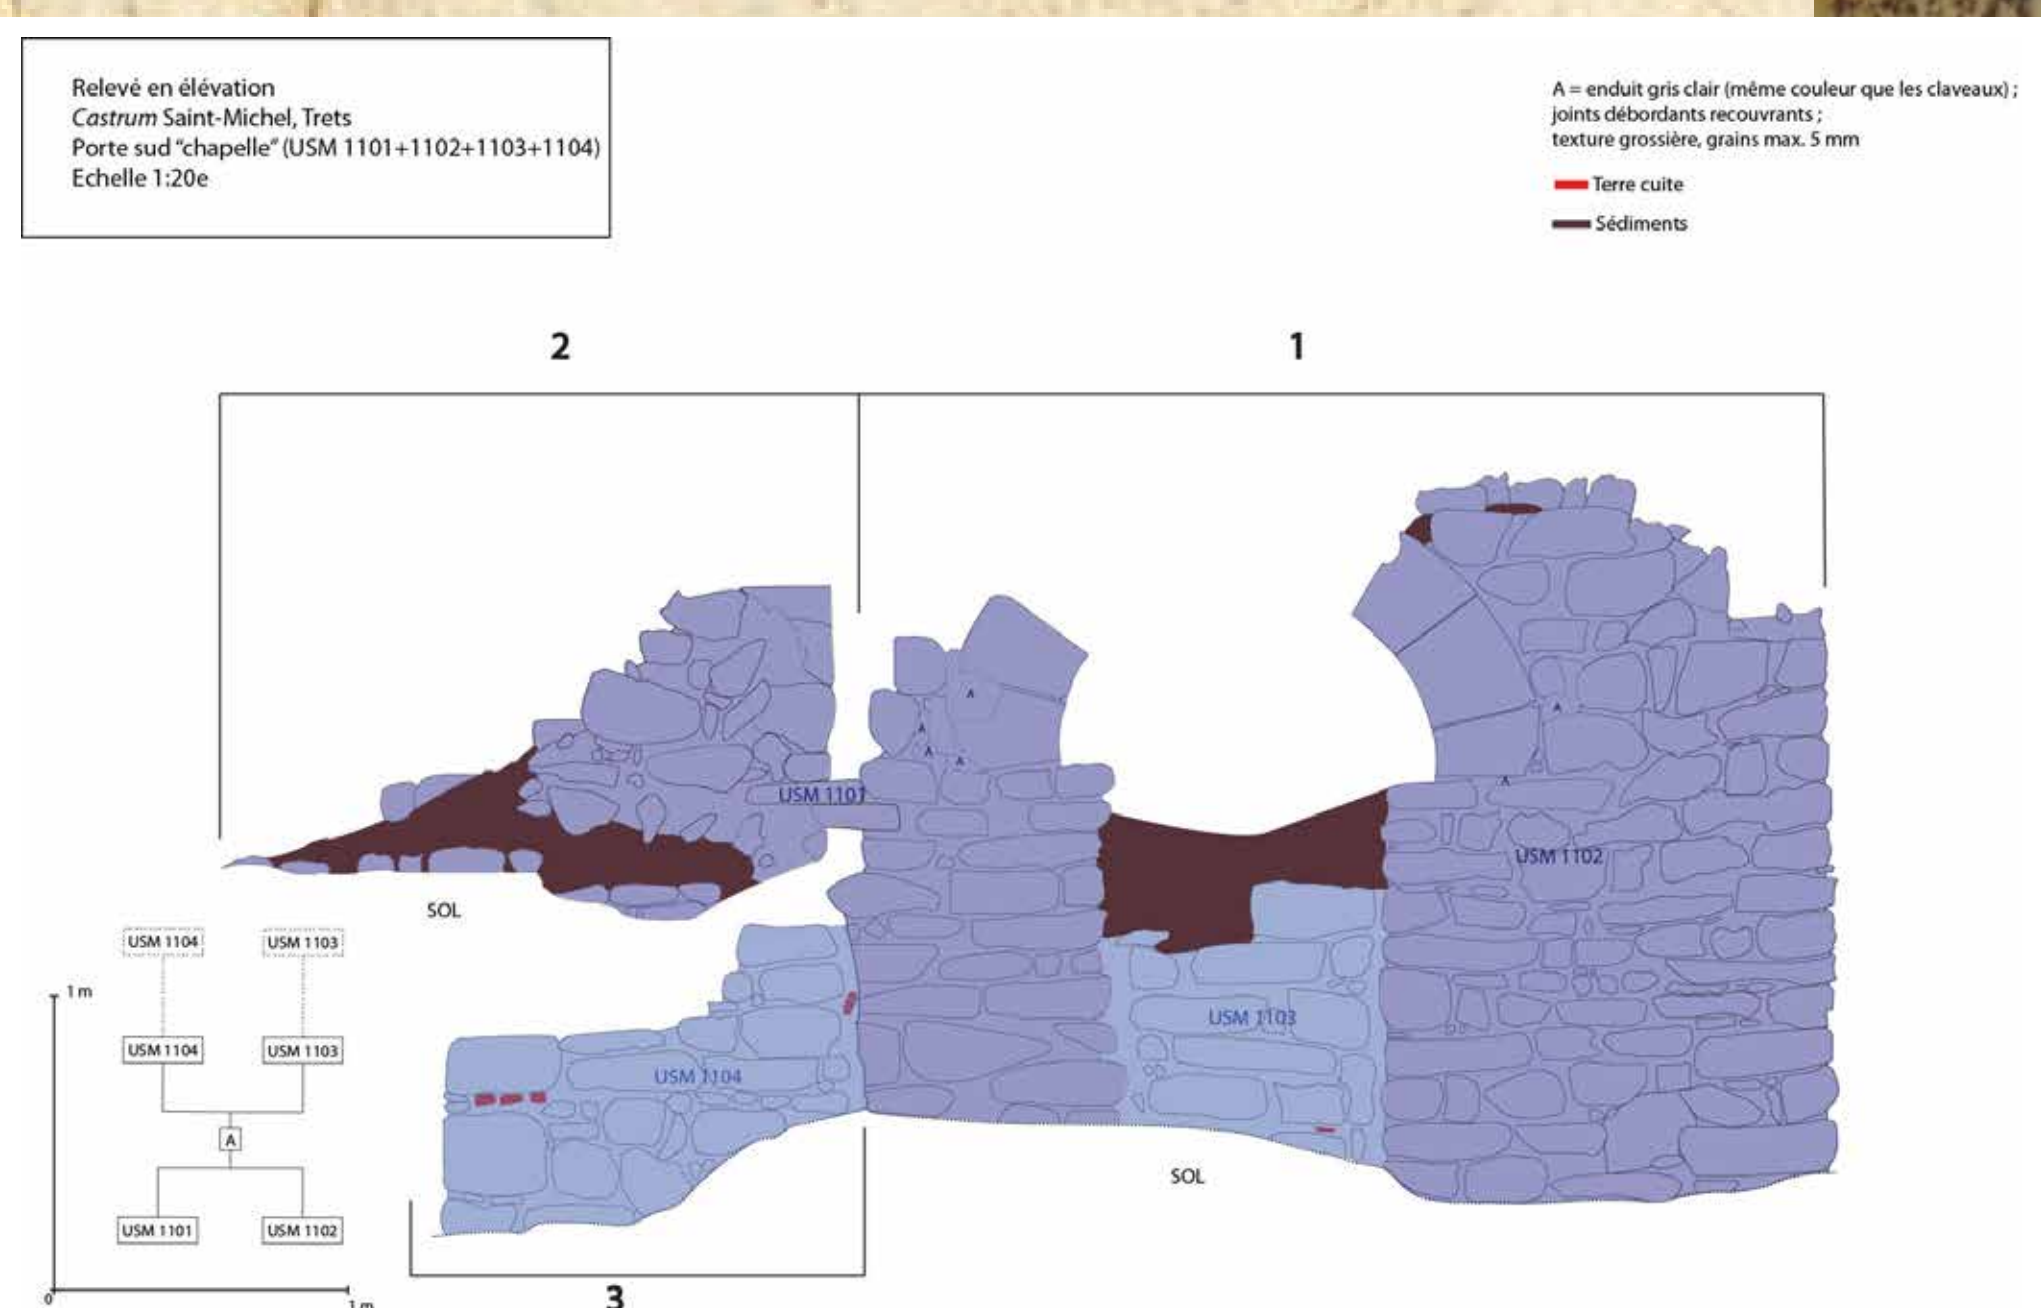 Relevé en élévation
Castrum Saint-Michel, Trets
Porte sud "chapelle" (USM 1101+1102+1103+1104)
Echelle 1:20e
A = enduit gris clair (même couleur que les claveaux) ;
joints débordants recouvrants ;
texture grossière, grains max. 5 mm
Terre cuite
Sédiments
2
1
A
A
A
A
A
A
USM 1101
USM 1102
SOL
USM 1104
USM 1103
1 m
USM 1103
USM 1104
USM 1103
USM 1104
A
SOL
USM 1101
USM 1102
0
1 m
3